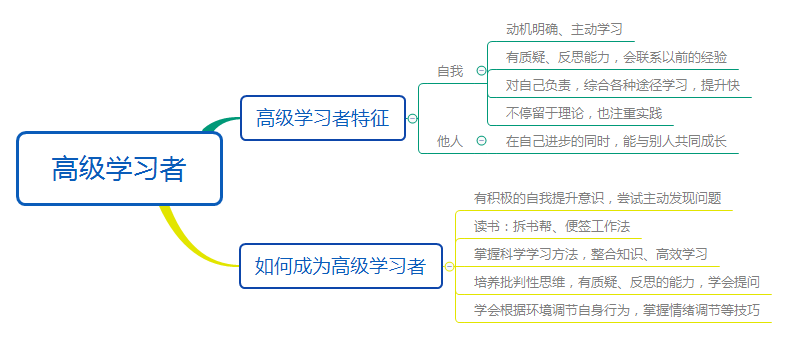 高级学习者
高级学习者特征
自我
动机明确、主动学习
有质疑、反思能力，会联系以前的经验
对自己负责，综合各种途径学习，提升快
不停留于理论，也注重实践
他人
在自己进步的同时，能与别人共同成长
如何成为高级学习者
有积极的自我提升意识，尝试主动发现问题
读书：拆书帮、便签工作法
掌握科学学习方法，整合知识、高效学习
培养批判性思维，有质疑、反思的能力，学会提问
学会根据环境调节自身行为，掌握情绪调节等技巧